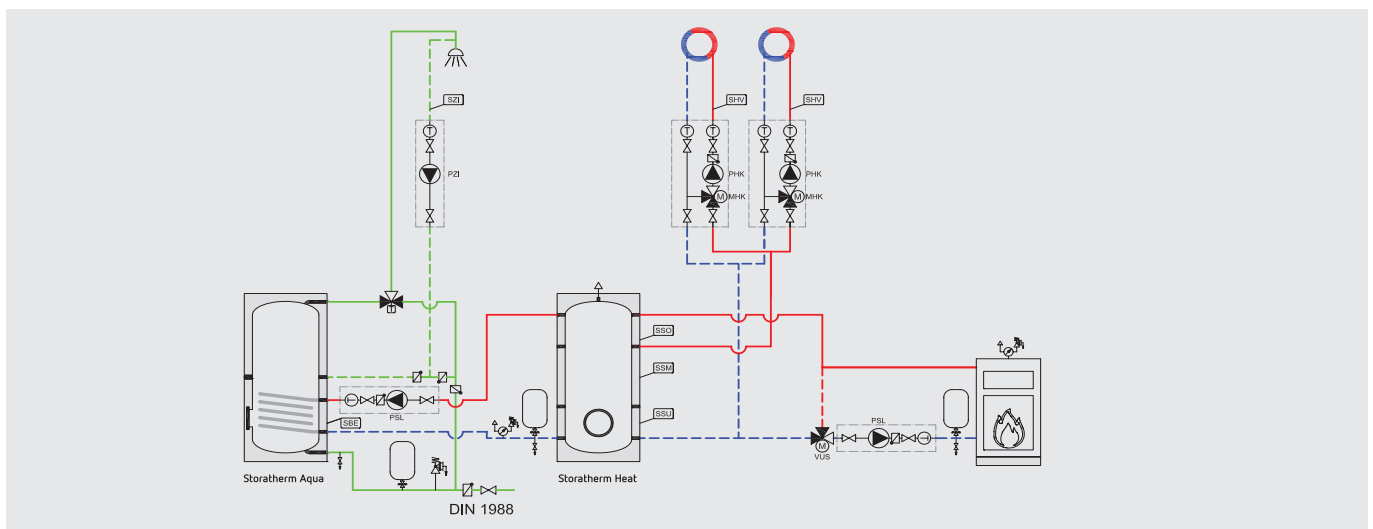 SZI
SHV
SHV
T
T
T
T
T
PZI
PHK
PHK
M
MHK
M
MHK
SSO
SSM
T
PSL
SSU
PSL
T
SBE
M
VUS
Storatherm Aqua
Storatherm Heat
DIN 1988